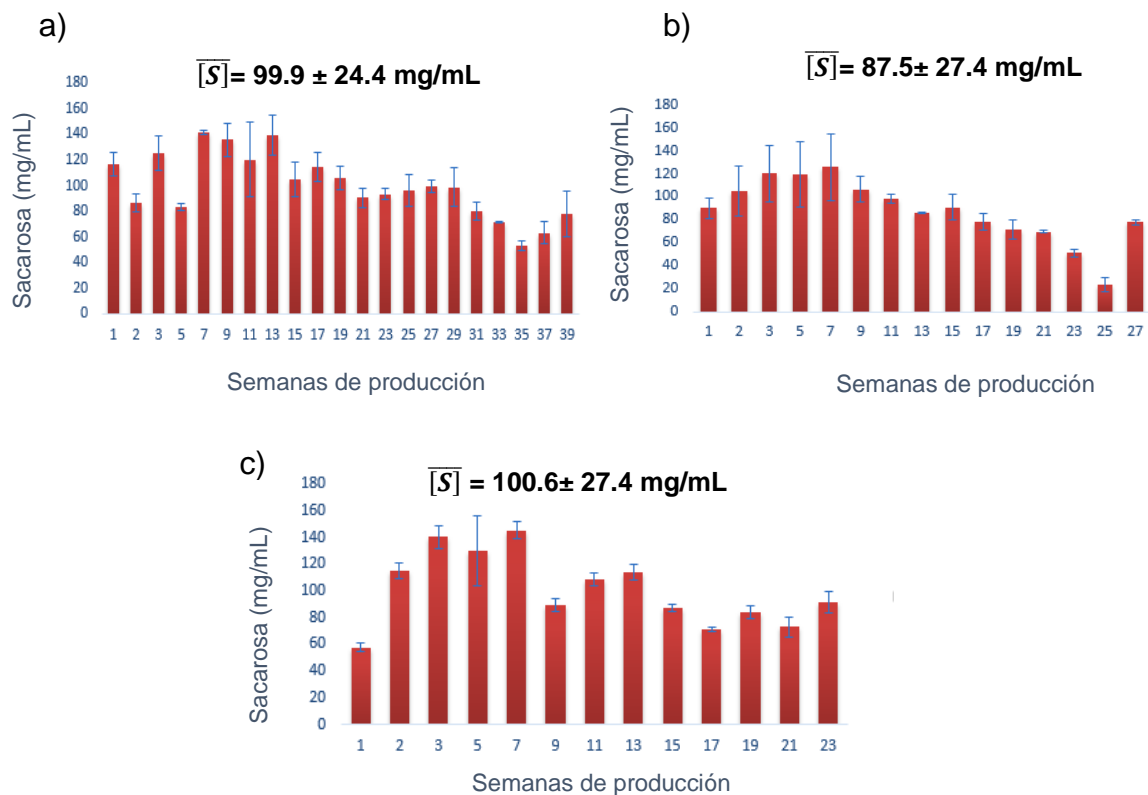 a)
[S]= 99.9 ± 24.4 mg/mL
180
160
140
120
100
80
60
40
20
0
Sacarosa (mg/mL)
1 2 3 5 7 9 11 13 15 17 19 21 23 25 27 29 31 33 35 37 39
Semanas de producción
b)
[S]= 87.5± 27.4 mg/mL
180
160
140
120
100
80
60
40
20
0
Sacarosa (mg/mL)
1 2 3 5 7 9 11 13 15 17 19 21 23 25 27
Semanas de producción
c)
[S] = 100.6± 27.4 mg/mL
180
160
140
120
100
80
60
40
20
0
Sacarosa (mg/mL)
1 2 3 5 7 9 11 13 15 17 19 21 23
Semanas de producción